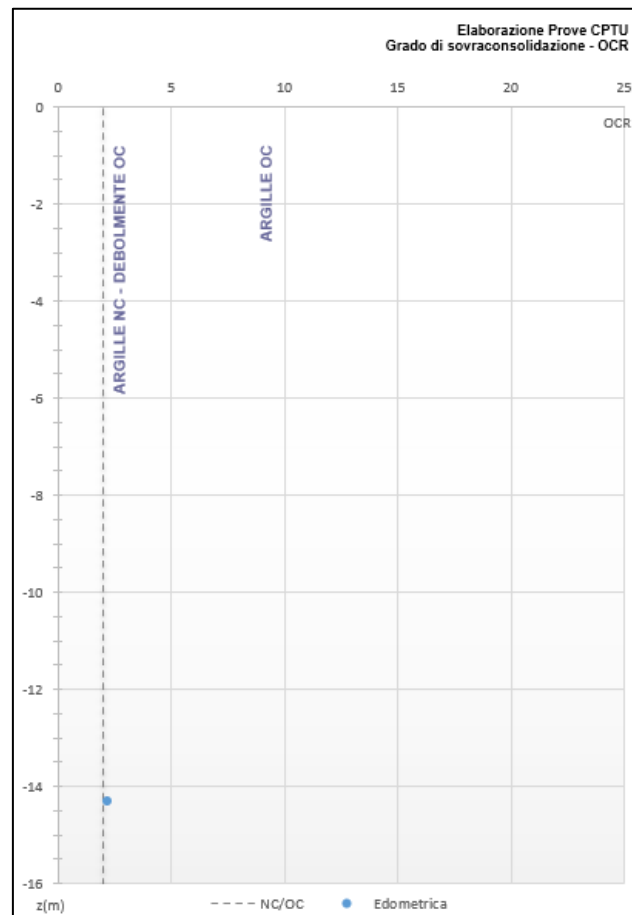 Elaborazione Prove CPTU
Grado di sovraconsolidazione - OCR
0 5 10 15 20 25
OCR
0
-2
-4
-6
-8
-10
-12
-14
-16
ARGILLE NC - DEBOLMENTE OC
ARGILLE OC
z(m)
NC/OC Edometrica